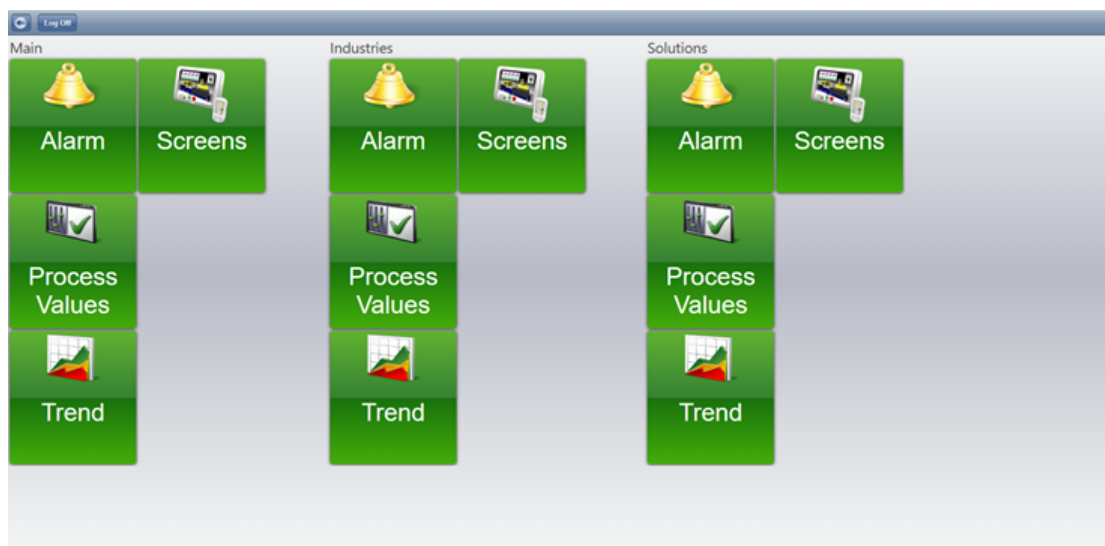 Log Off
Main
Industries
Solutions
Alarm
Screens
Alarm
Screens
Alarm
Screens
Process
Values
Process
Values
Process
Values
Trend
Trend
Trend